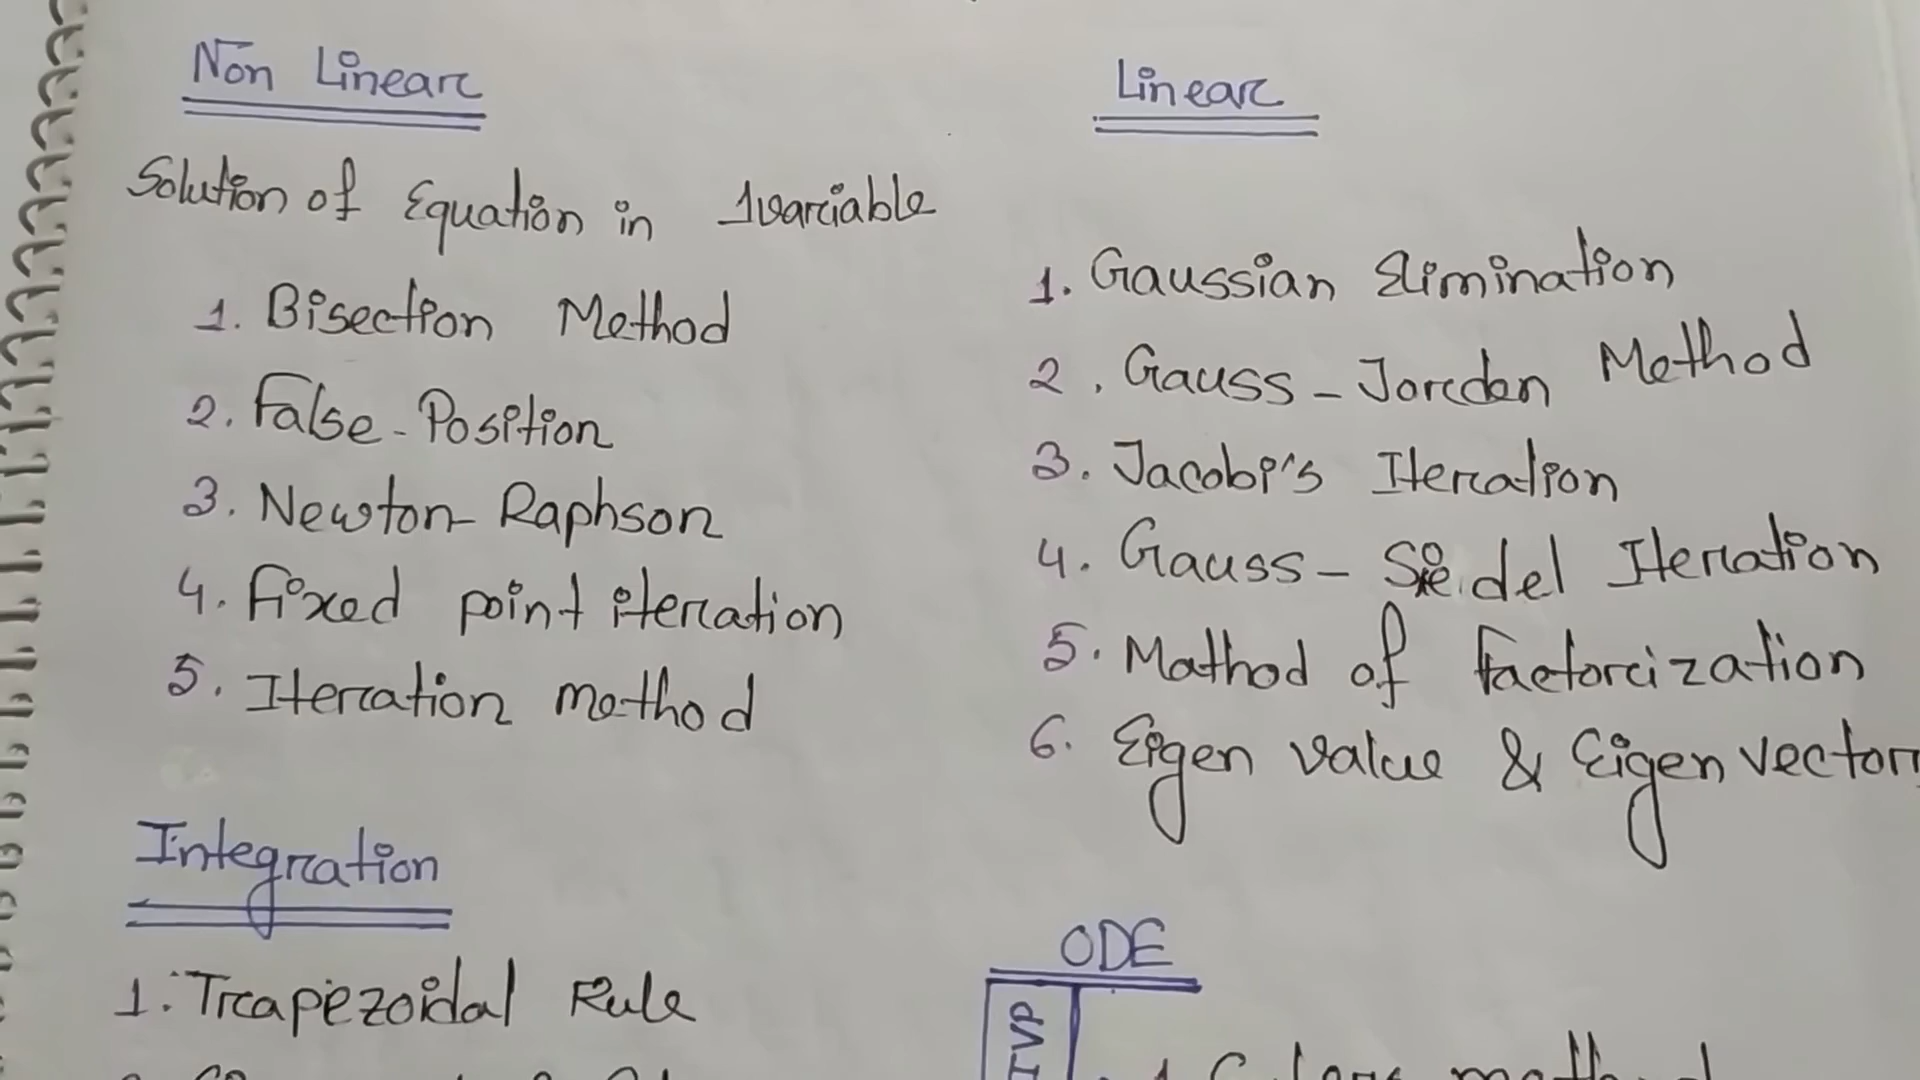 Non Linear
Solution of Equation in 1 variable
1. Bisection Method
2. False-Position
3. Newton-Raphson
4. Fixed point iteration
5. Iteration method
Linear
1. Gaussian Elimination
2. Gauss-Jordan Method
3. Jacobi's Iteration
4. Gauss-Seidel Iteration
5. Mathod of Factorization
6. Eigen value & Eigen vector
Integration
1. Trapezoidal Rule
ODE
IVP